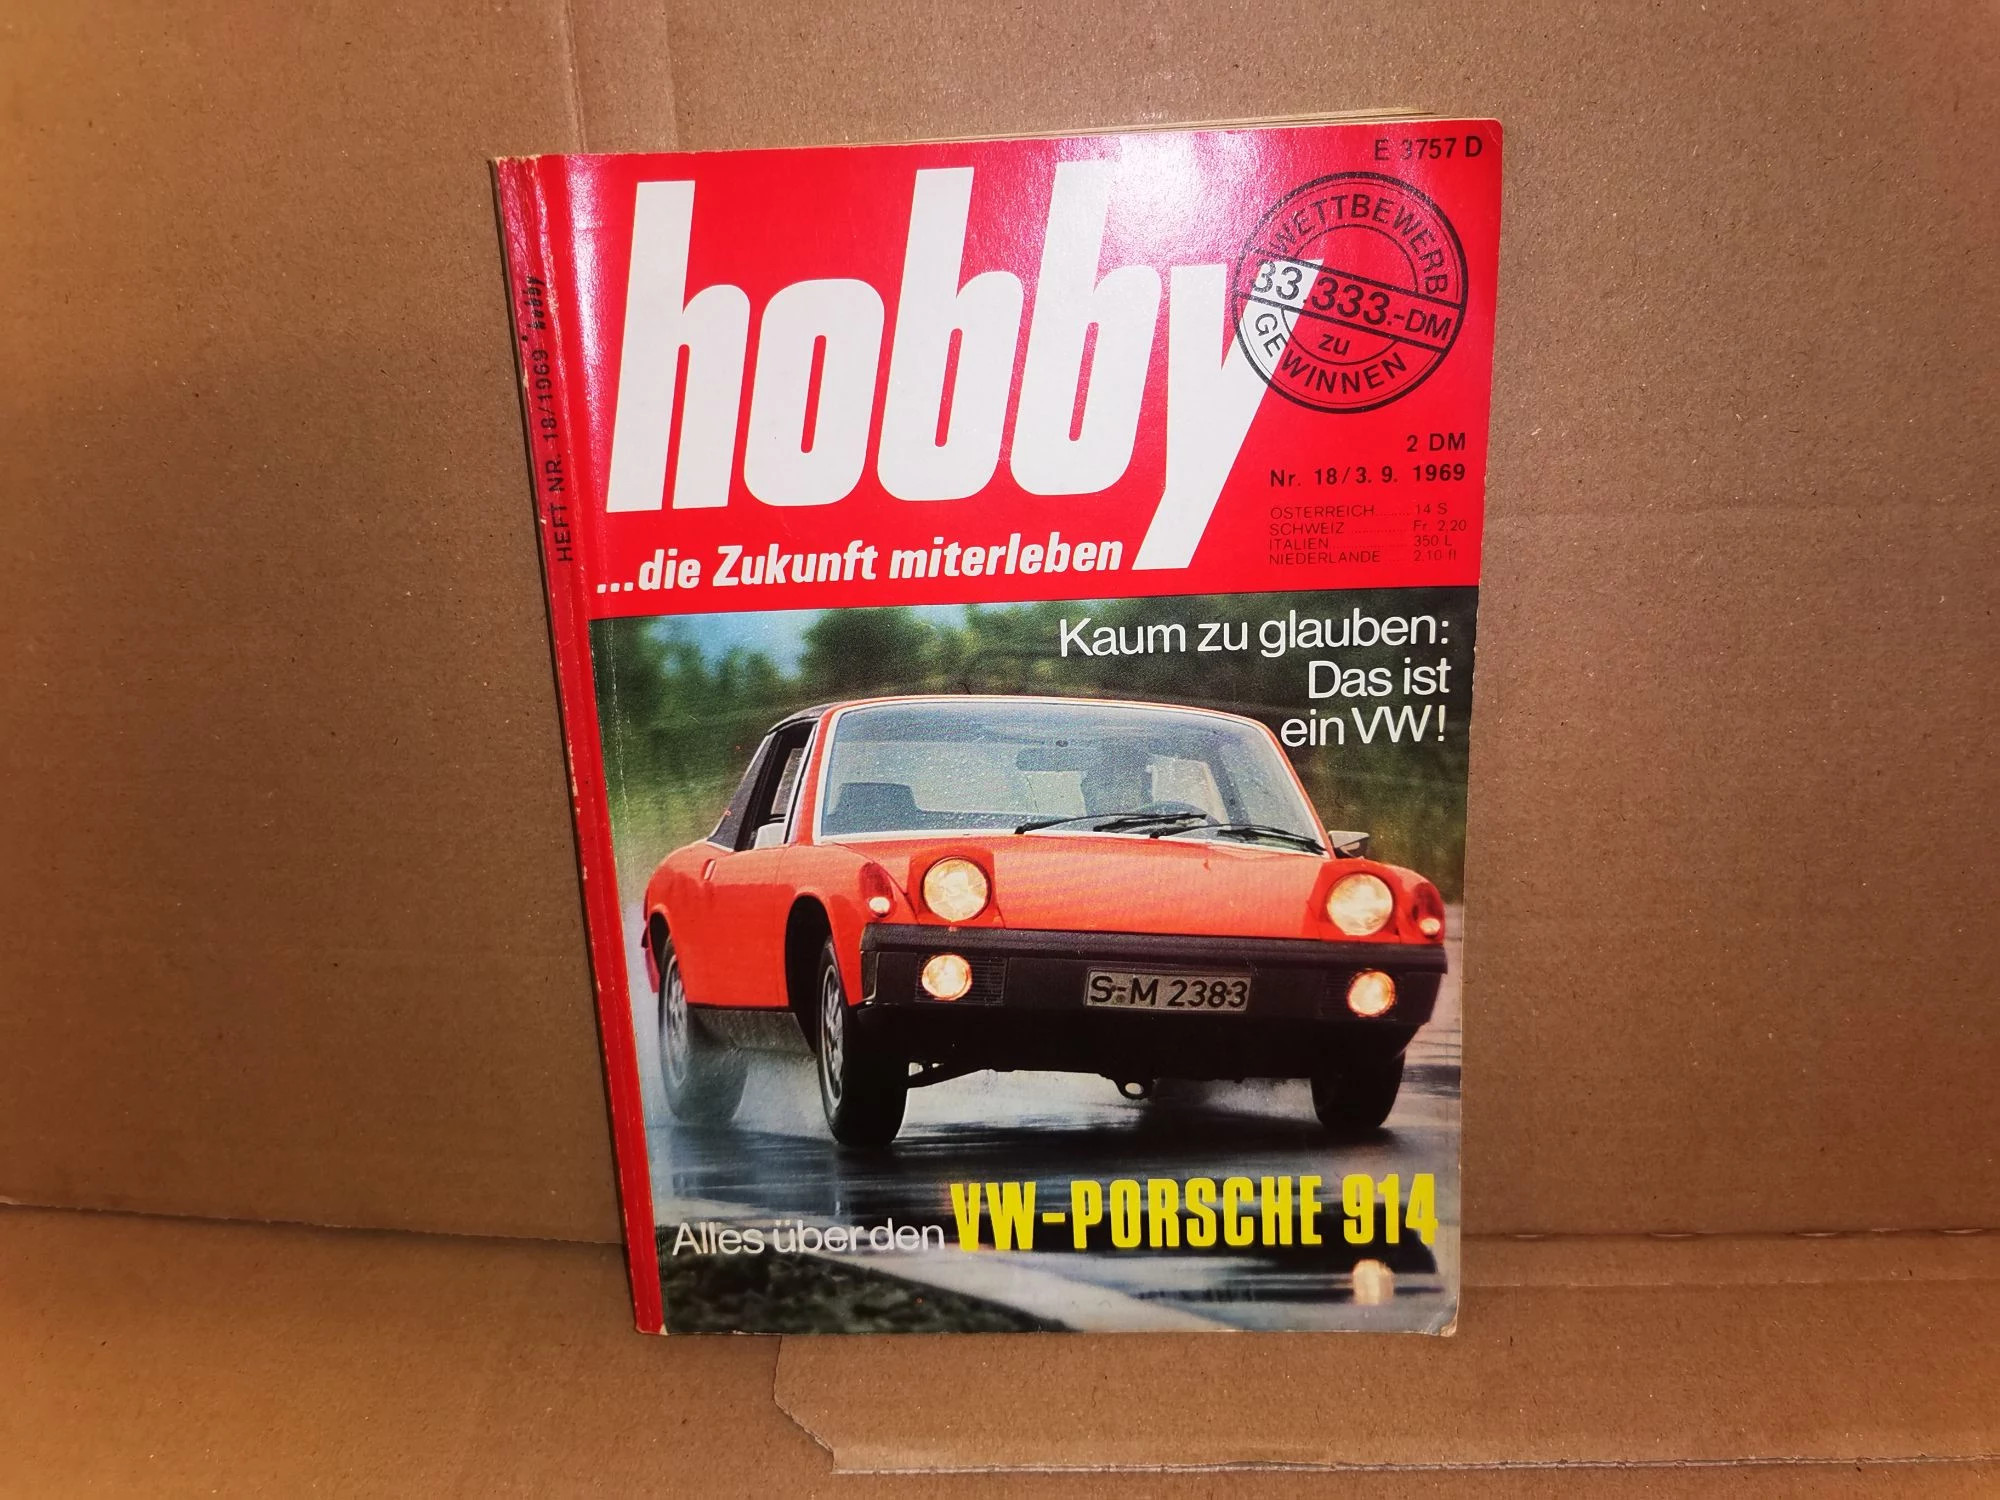 E 3757 D
hobby
WETTBEWERB
33.333.-DM
zu
GEWINNEN
2 DM
Nr. 18/3. 9. 1969
ÖSTERREICH........14 S
SCHWEIZ ............ Fr. 2,20
ITALIEN ............ 350 L
NIEDERLANDE .... 2,10 fl
...die Zukunft miterleben
HEFT NR. 18/1969 • hobby
Kaum zu glauben:
Das ist
ein VW!
S-M 2383
Alles über den VW-PORSCHE 914